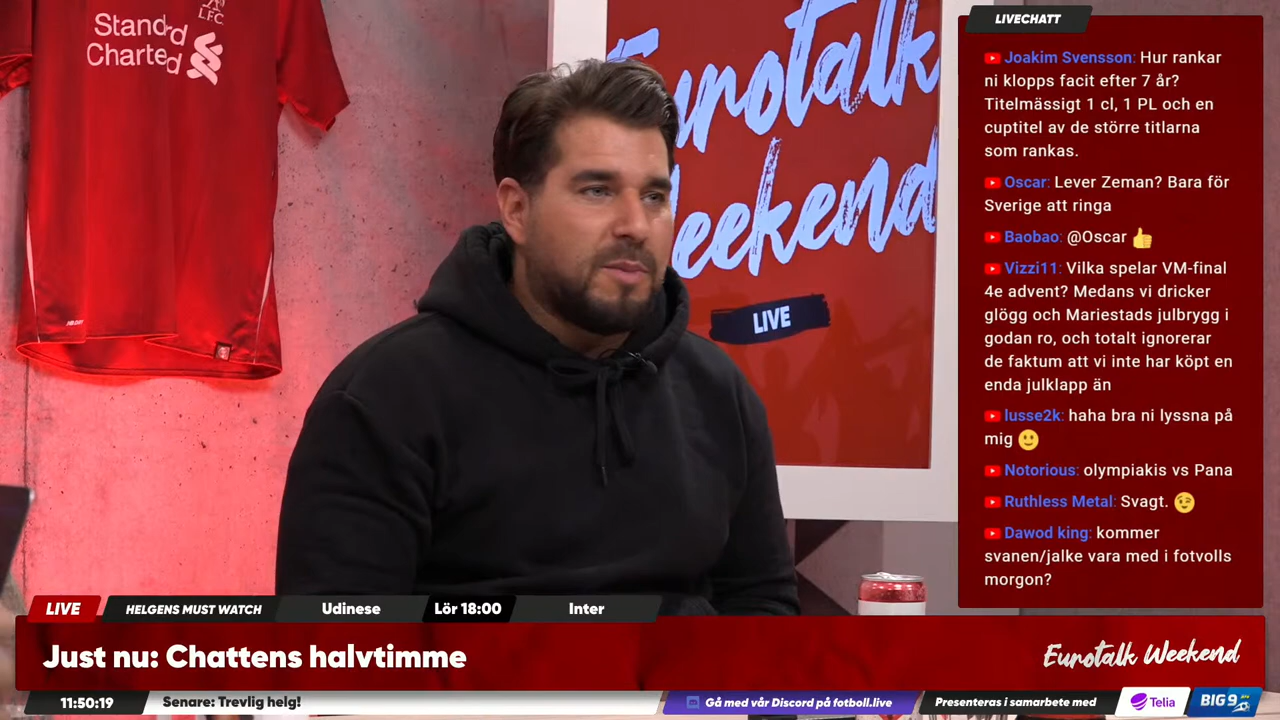 Standard
Chartered
LFC
Eurotalk
Weekend
LIVE
LIVECHATT
Joakim Svensson: Hur rankar
ni klopps facit efter 7 år?
Titelmässigt 1 cl, 1 PL och en
cuptitel av de större titlarna
som rankas.
Oscar: Lever Zeman? Bara för
Sverige att ringa
Baobao: @Oscar 👍
Vizzi11: Vilka spelar VM-final
4e advent? Medans vi dricker
glögg och Mariestads julbrygg i
godan ro, och totalt ignorerar
de faktum att vi inte har köpt en
enda julklapp än
lusse2k: haha bra ni lyssna på
mig 🙂
Notorious: olympiakis vs Pana
Ruthless Metal: Svagt. 😉
Dawod king: kommer
svanen/jalke vara med i fotvolls
morgon?
LIVE HELGENS MUST WATCH Udinese Lör 18:00 Inter
Just nu: Chattens halvtimme
Eurotalk Weekend
11:50:19 Senare: Trevlig helg! Gå med vår Discord på fotboll.live Presenteras i samarbete med Telia BIG9